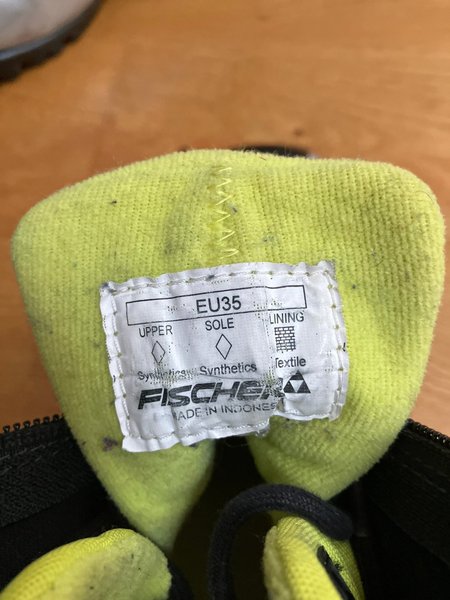 EU35
UPPER SOLE LINING
Synthetics Synthetics Textile
FISCHER
MADE IN INDONES